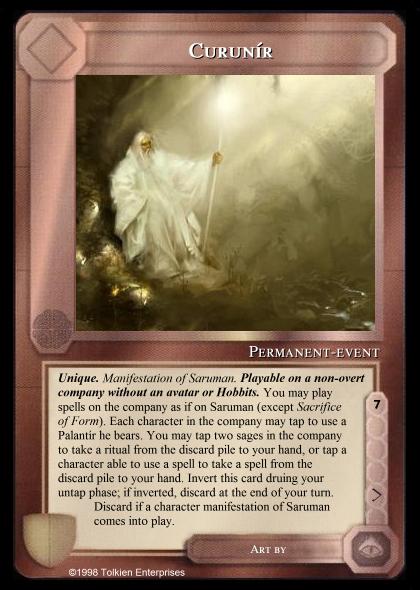 Curunír
Permanent-event
Unique. Manifestation of Saruman. Playable on a non-overt
company without an avatar or Hobbits. You may play
spells on the company as if on Saruman (except Sacrifice
of Form). Each character in the company may tap to use a
Palantír he bears. You may tap two sages in the company
to take a ritual from the discard pile to your hand, or tap a
character able to use a spell to take a spell from the
discard pile to your hand. Invert this card druing your
untap phase; if inverted, discard at the end of your turn.
Discard if a character manifestation of Saruman
comes into play.
7
Art by
©1998 Tolkien Enterprises